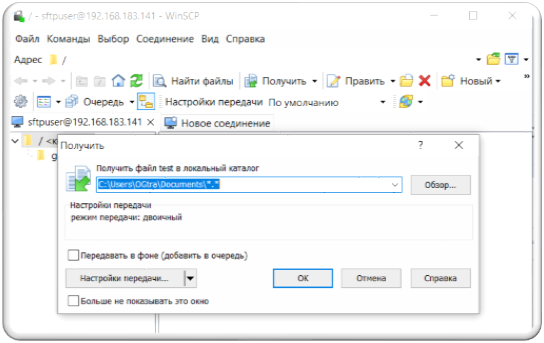 / - sftpuser@192.168.183.141 - WinSCP
Файл Команды Выбор Соединение Вид Справка
Адрес /
Найти файлы Получить Править Новый
Очередь Настройки передачи По умолчанию
sftpuser@192.168.183.141 × Новое соединение
/ <к
g
Получить
Получить файл test в локальный каталог
C:\Users\OGtra\Documents\*.*
Обзор...
Настройки передачи
режим передачи: двоичный
Передавать в фоне (добавить в очередь)
Настройки передачи... ОК Отмена Справка
Больше не показывать это окно